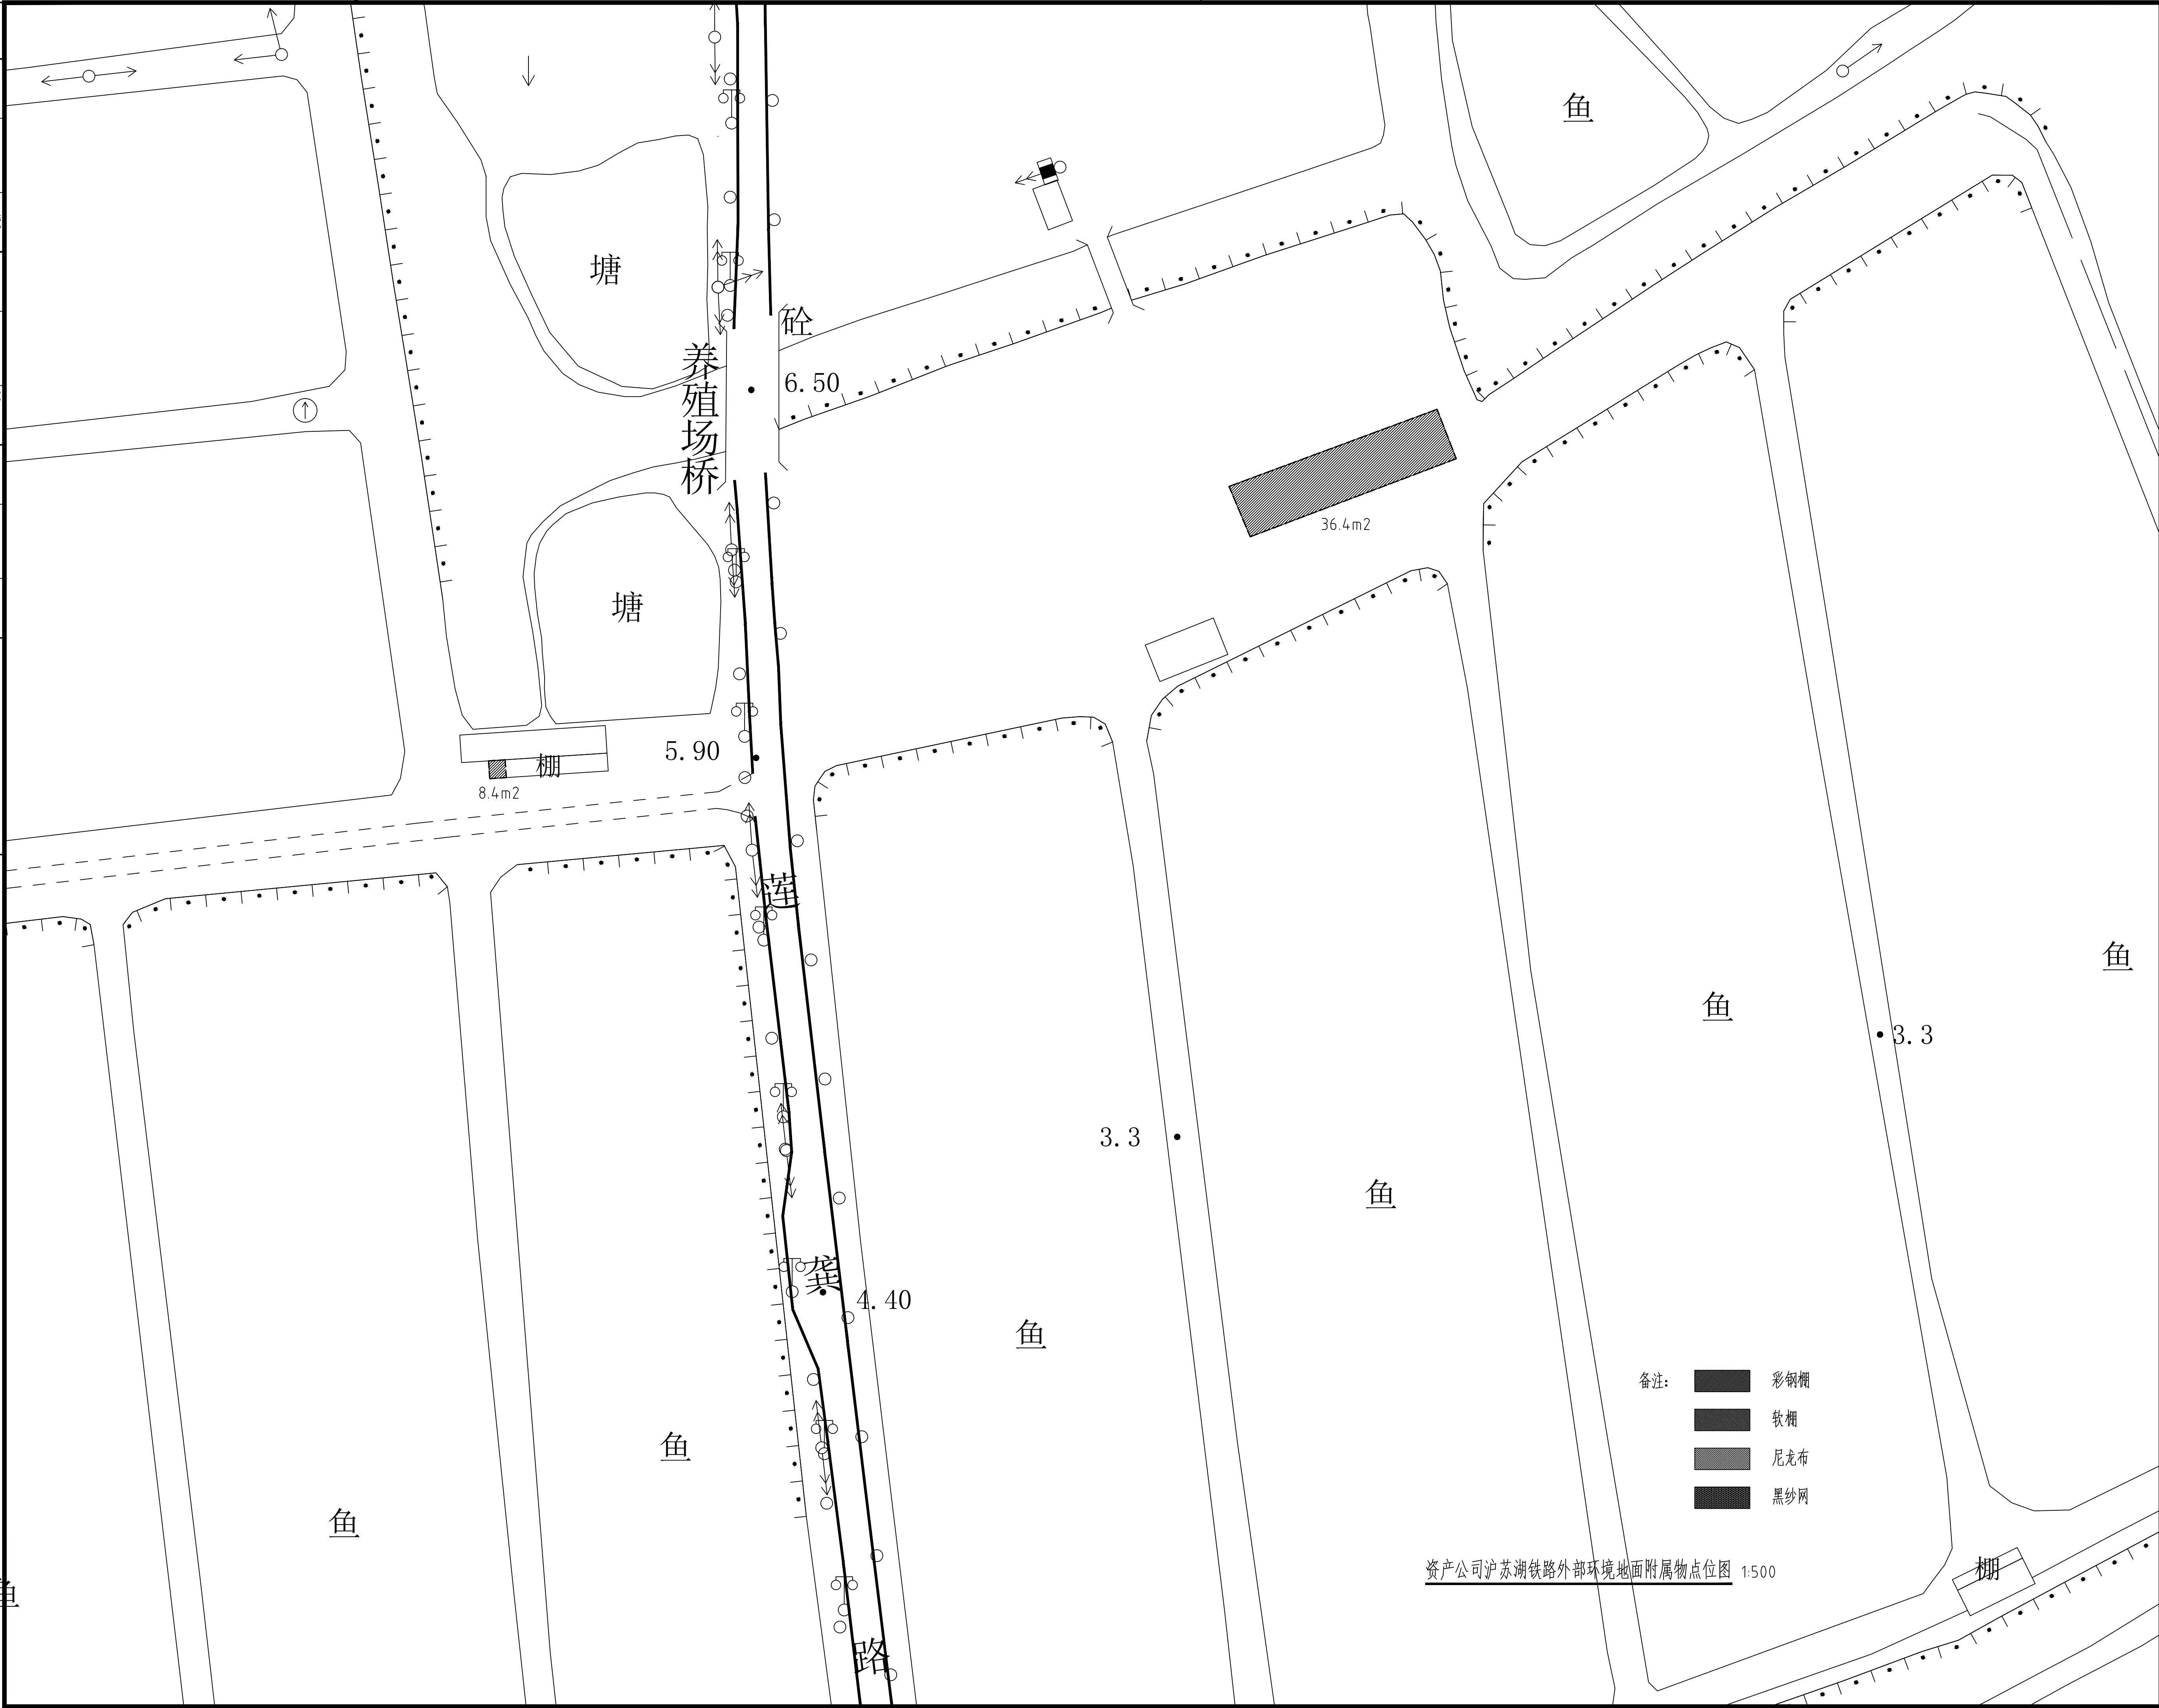 鱼
塘
砼
养殖场桥
6.50
36.4m2
塘
5.90
棚
8.4m2
莲
鱼
鱼
3.3
3.3
鱼
龚
4.40
鱼
备注:
彩钢棚
软棚
鱼
尼龙布
黑纱网
鱼
棚
资产公司沪苏湖铁路外部环境地面附属物点位图 1:500
鱼
路